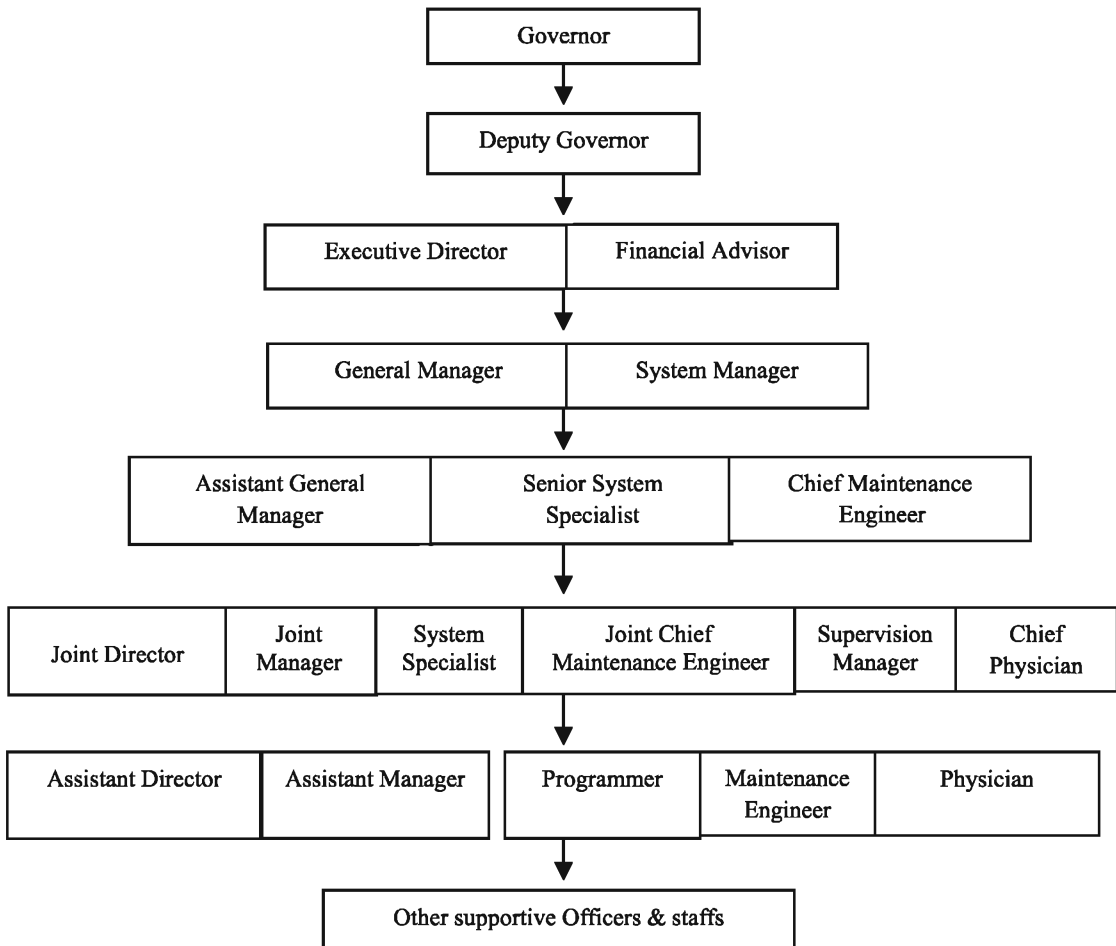 Governor
Deputy Governor
Executive Director
Financial Advisor
General Manager
System Manager
Assistant General
Manager
Senior System
Specialist
Chief Maintenance
Engineer
Joint Director
Joint
Manager
System
Specialist
Joint Chief
Maintenance Engineer
Supervision
Manager
Chief
Physician
Assistant Director
Assistant Manager
Programmer
Maintenance
Engineer
Physician
Other supportive Officers & staffs